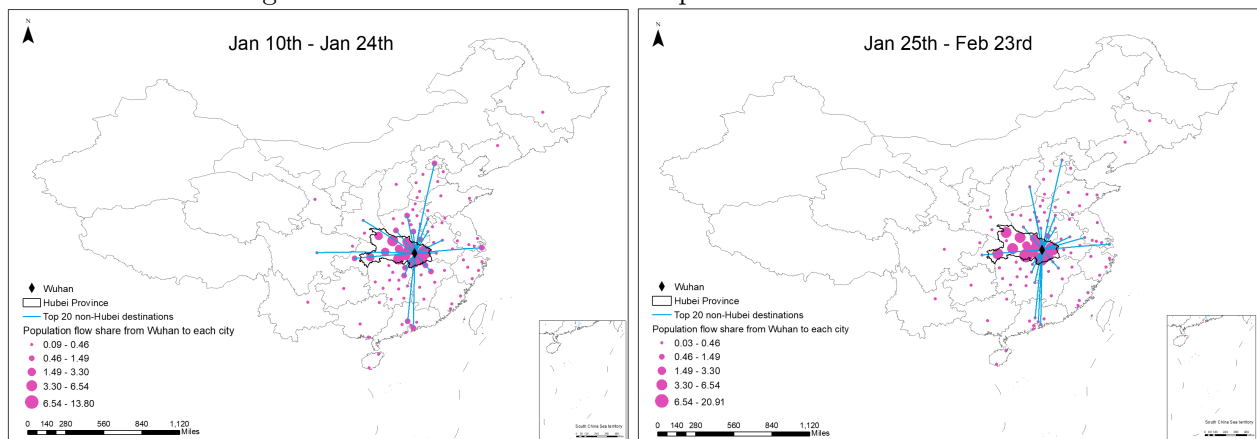 N
Jan 10th - Jan 24th
Wuhan
Hubei Province
Top 20 non-Hubei destinations
Population flow share from Wuhan to each city
0.09 - 0.46
0.46 - 1.49
1.49 - 3.30
3.30 - 6.54
6.54 - 13.80
0 140 280 560 840 1,120
Miles
South China Sea territory
N
Jan 25th - Feb 23rd
Wuhan
Hubei Province
Top 20 non-Hubei destinations
Population flow share from Wuhan to each city
0.03 - 0.46
0.46 - 1.49
1.49 - 3.30
3.30 - 6.54
6.54 - 20.91
0 140 280 560 840 1,120
Miles
South China Sea territory